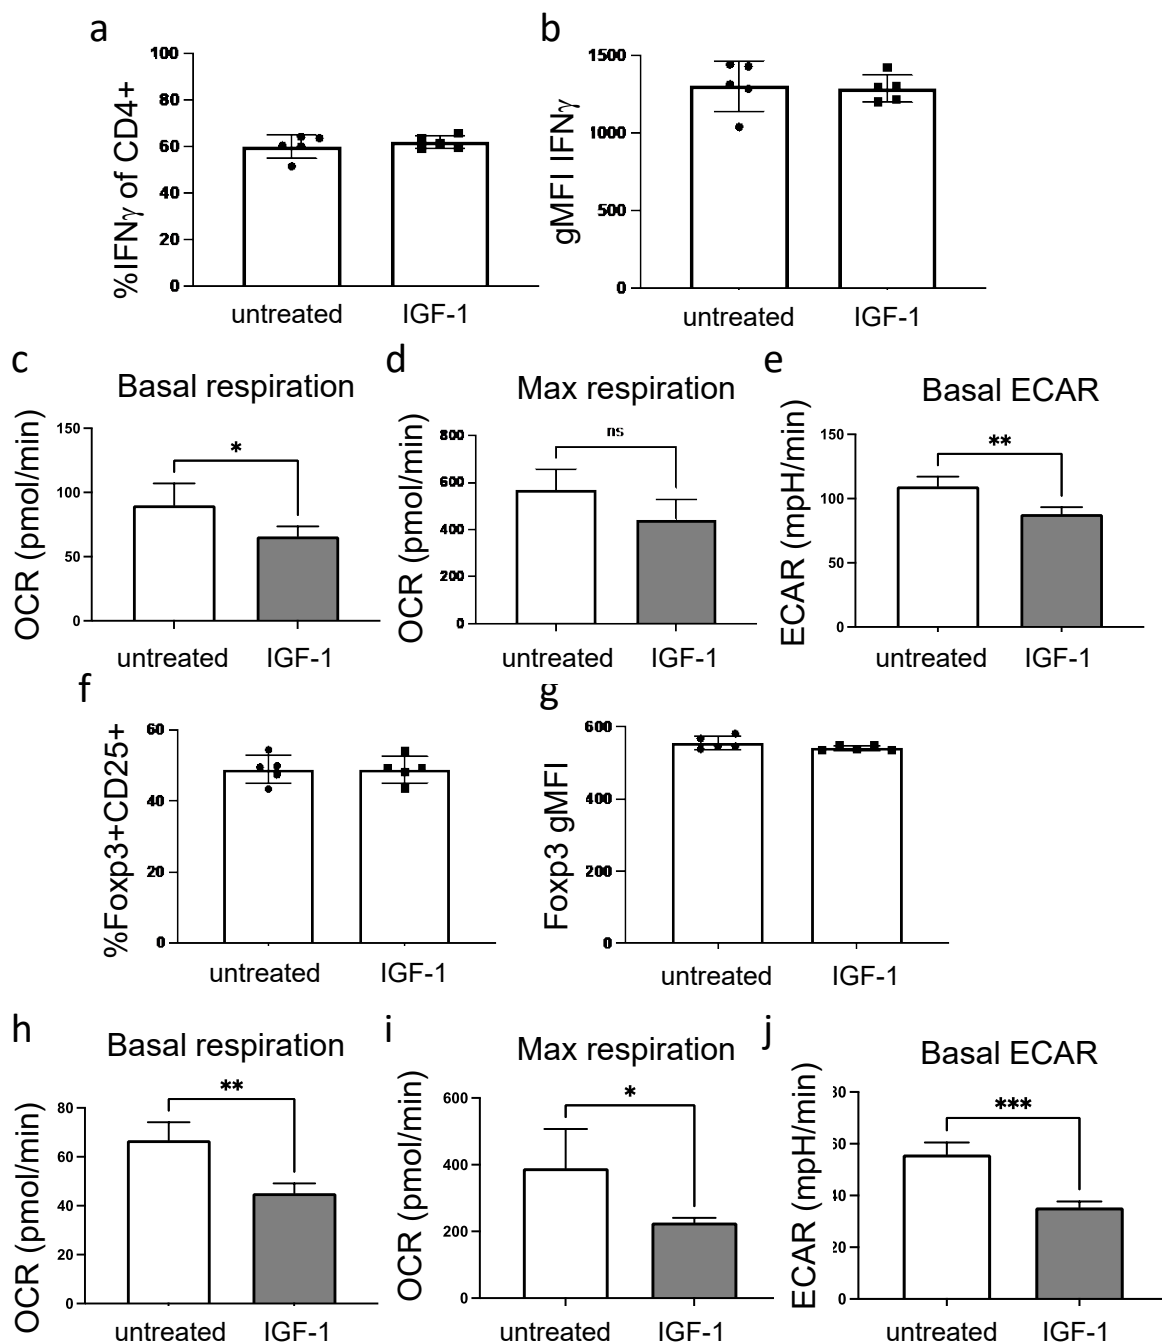 a
%IFNγ of CD4+
100
80
60
40
20
0
untreated
IGF-1
b
gMFI IFNγ
1500
1000
500
0
untreated
IGF-1
c
Basal respiration
OCR (pmol/min)
150
100
50
0
*
untreated
IGF-1
d
Max respiration
OCR (pmol/min)
800
600
400
200
0
ns
untreated
IGF-1
e
Basal ECAR
ECAR (mpH/min)
150
100
50
0
**
untreated
IGF-1
f
%Foxp3+CD25+
60
40
20
0
untreated
IGF-1
g
Foxp3 gMFI
600
400
200
0
untreated
IGF-1
h
Basal respiration
OCR (pmol/min)
80
60
40
20
0
**
untreated
IGF-1
i
Max respiration
OCR (pmol/min)
600
400
200
0
*
untreated
IGF-1
j
Basal ECAR
ECAR (mpH/min)
80
60
40
20
0
***
untreated
IGF-1